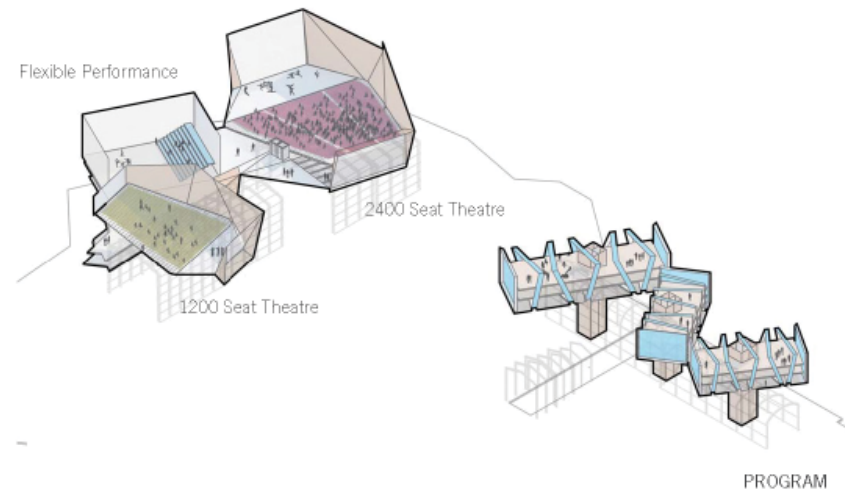 Flexible Performance
2400 Seat Theatre
1200 Seat Theatre
PROGRAM